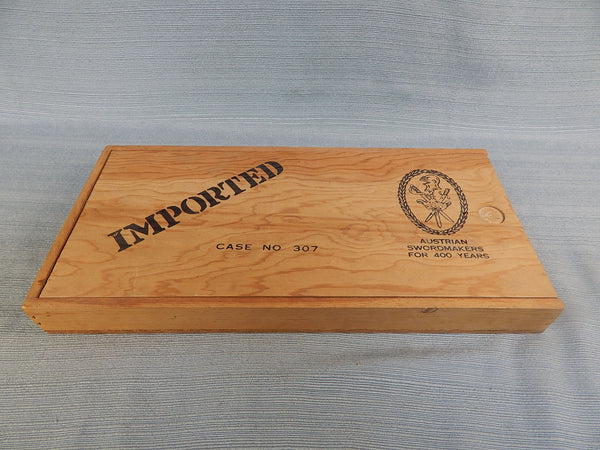 IMPORTED
CASE NO 307
AUSTRIAN
SWORDMAKERS
FOR 400 YEARS